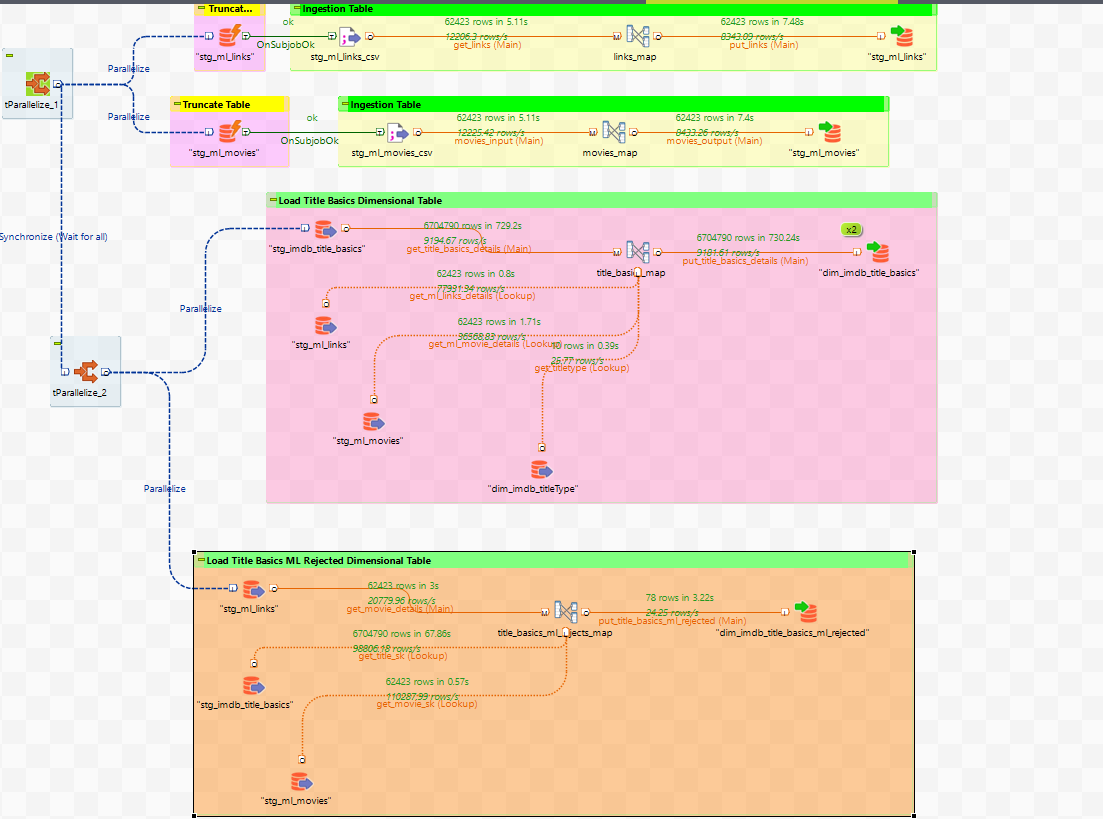 Truncat...
Ingestion Table
ok
62423 rows in 5.11s
62423 rows in 7.48s
12206.3 rows/s
8343.09 rows/s
OnSubjobOk
get_links (Main)
put_links (Main)
"stg_ml_links"
stg_ml_links_csv
links_map
"stg_ml_links"
Parallelize
tParallelize_1
Truncate Table
Ingestion Table
Parallelize
ok
62423 rows in 5.11s
62423 rows in 7.4s
12225.42 rows/s
8433.26 rows/s
OnSubjobOk
movies_input (Main)
movies_output (Main)
"stg_ml_movies"
stg_ml_movies_csv
movies_map
"stg_ml_movies"
Load Title Basics Dimensional Table
6704790 rows in 729.2s
x2
Synchronize (Wait for all)
9194.67 rows/s
6704790 rows in 730.24s
"stg_imdb_title_basics"
get_title_basics_details (Main)
9181.61 rows/s
put_title_basics_details (Main)
62423 rows in 0.8s
"dim_imdb_title_basics"
77931.34 rows/s
get_ml_links_details (Lookup)
Parallelize
62423 rows in 1.71s
36568.83 rows/s
"stg_ml_links"
get_ml_movie_details (Lookup)
10 rows in 0.39s
25.77 rows/s
get_titletype (Lookup)
tParallelize_2
"stg_ml_movies"
Parallelize
"dim_imdb_titleType"
Load Title Basics ML Rejected Dimensional Table
62423 rows in 3s
20779.96 rows/s
78 rows in 3.22s
"stg_ml_links"
get_movie_details (Main)
24.25 rows/s
put_title_basics_ml_rejected (Main)
6704790 rows in 67.86s
"dim_imdb_title_basics_ml_rejected"
98806.18 rows/s
get_title_sk (Lookup)
62423 rows in 0.57s
110287.99 rows/s
"stg_imdb_title_basics"
get_movie_sk (Lookup)
"stg_ml_movies"